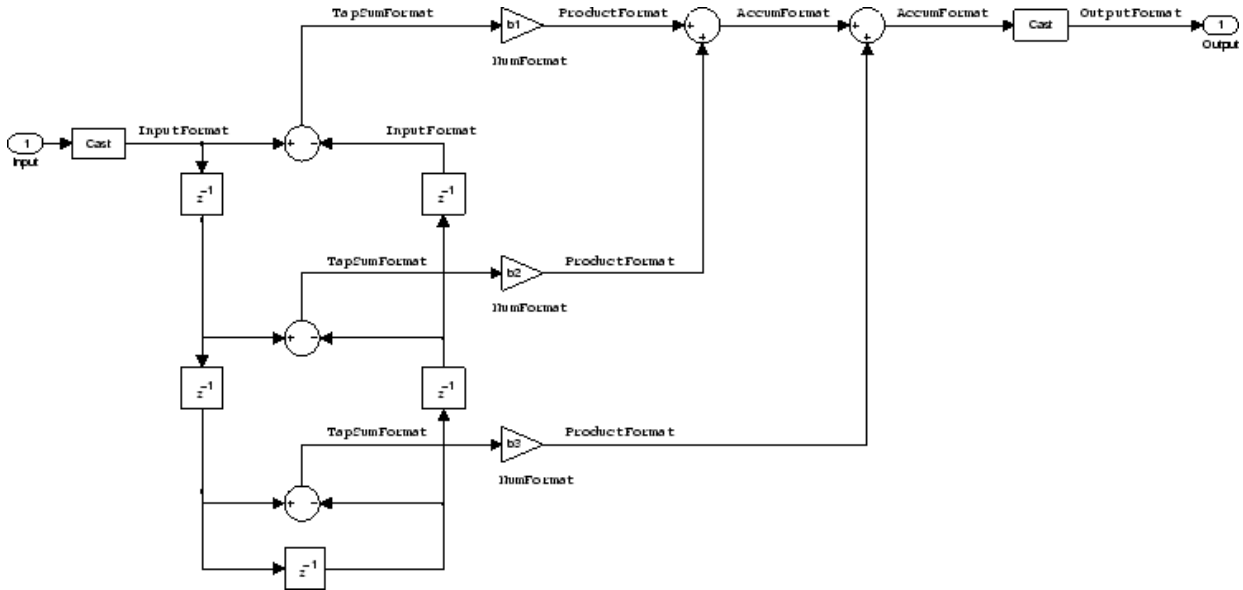 TapSumFormat
b1
ProductFormat
+
+
AccumFormat
+
+
AccumFormat
Cast
OutputFormat
1
Output
NumFormat
1
Input
Cast
InputFormat
+ −
InputFormat
z⁻¹
z⁻¹
TapSumFormat
b2
ProductFormat
NumFormat
+ −
z⁻¹
z⁻¹
TapSumFormat
b3
ProductFormat
NumFormat
+ −
z⁻¹